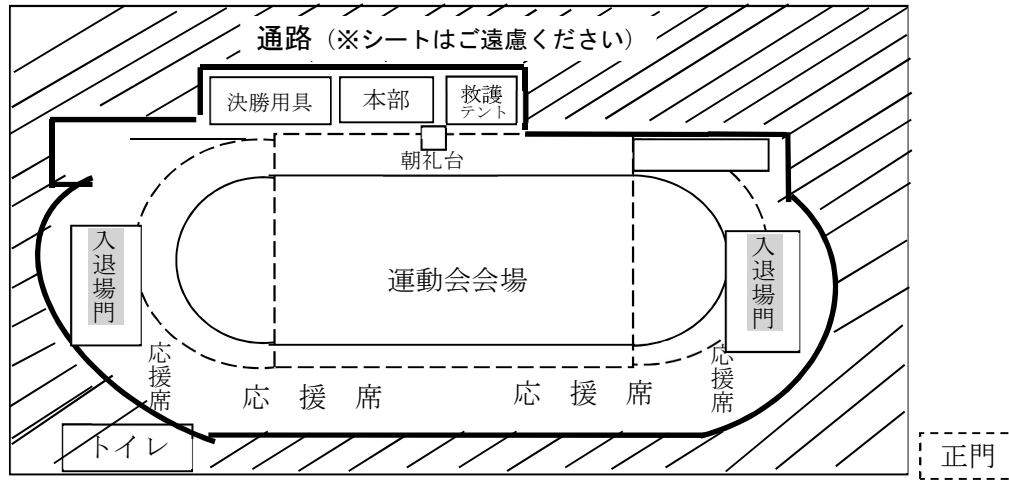 通路（※シートはご遠慮ください）
決勝用具
本部
救護
テント
朝礼台
入退場門
運動会会場
入退場門
応援席
応援席
応援席
応援席
トイレ
正門